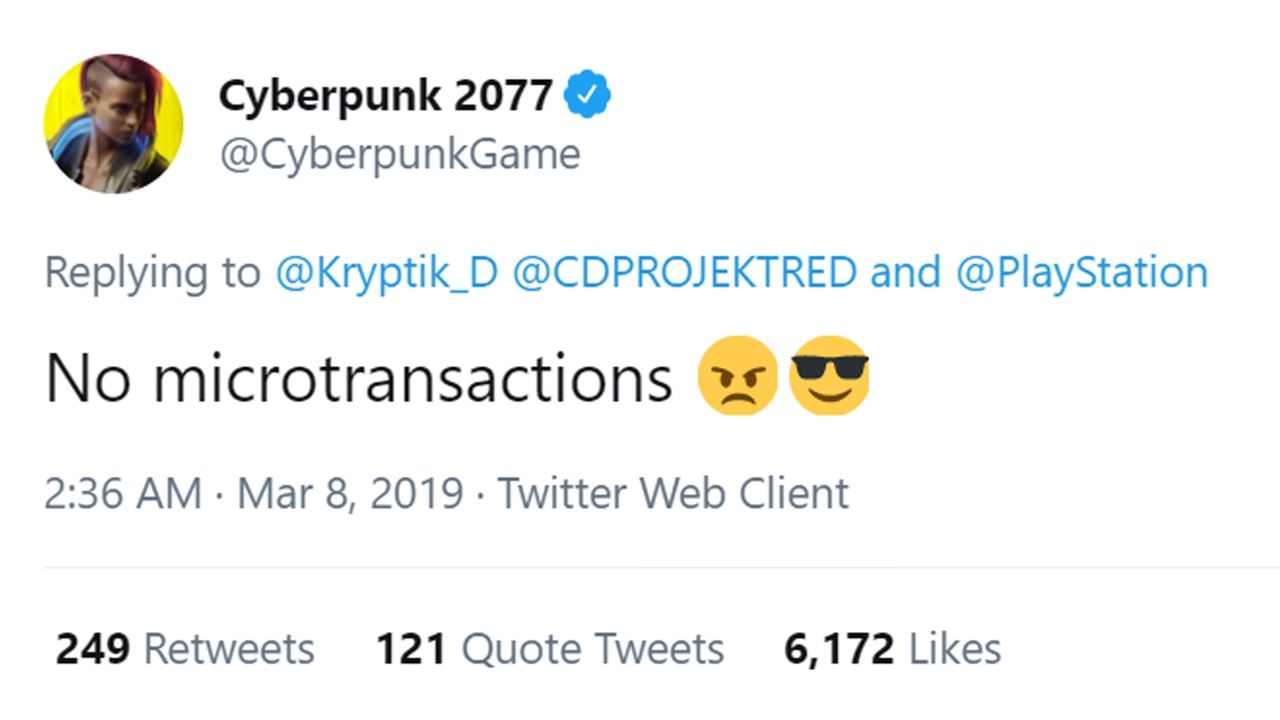 Cyberpunk 2077
@CyberpunkGame
Replying to @Kryptik_D @CDPROJEKTRED and @PlayStation
No microtransactions 😠😎
2:36 AM · Mar 8, 2019 · Twitter Web Client
249 Retweets 121 Quote Tweets 6,172 Likes